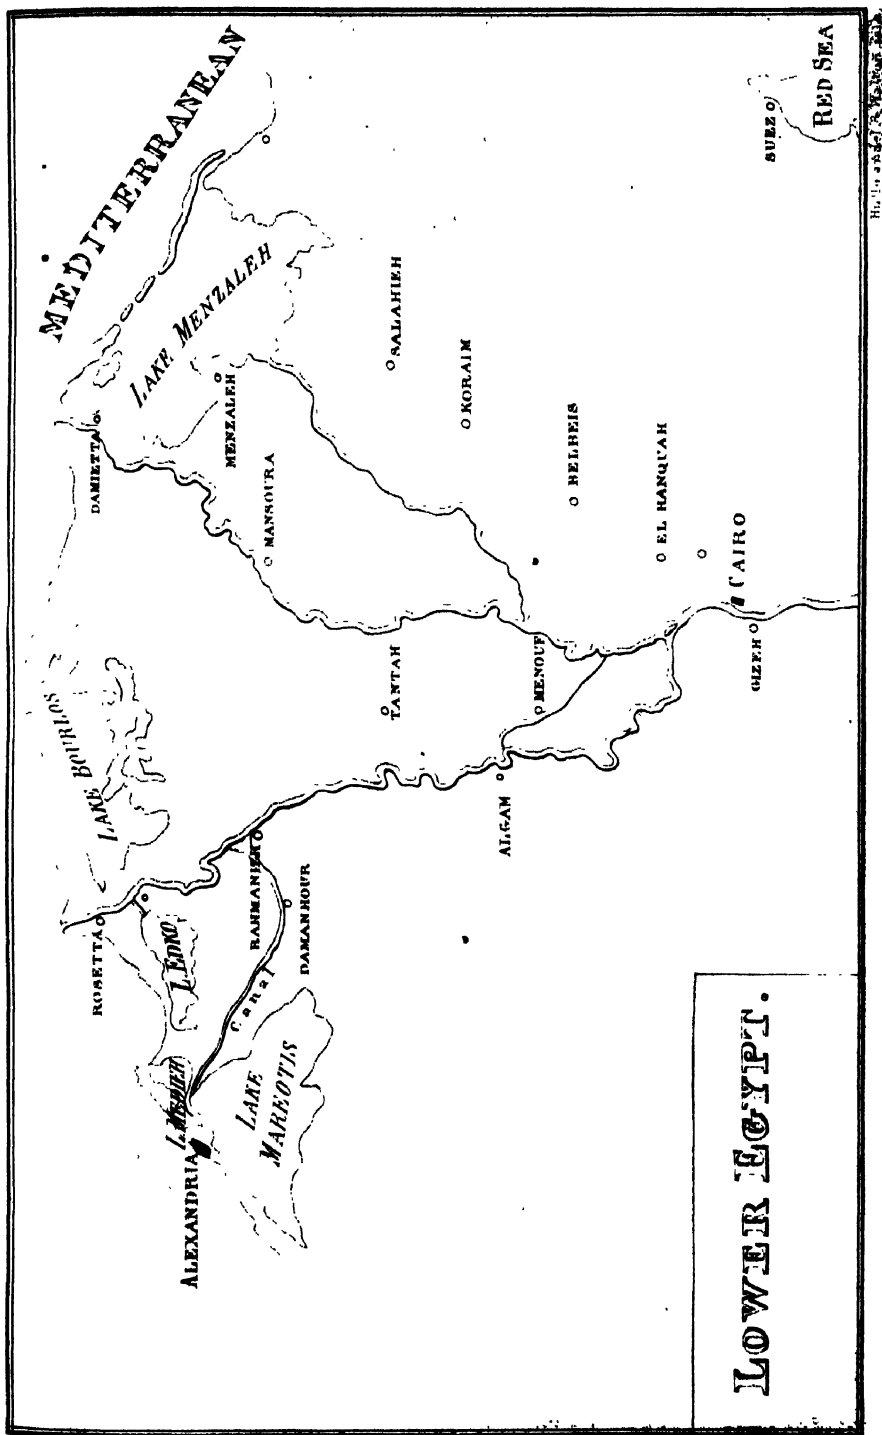 MEDITERRANEAN
RED SEA
SUEZ
LAKE MENZALEH
SALAHIEH
KORAIM
MENZALEH
DAMIETTA
MANSOURA
BELBEIS
EL HANQUAH
CAIRO
GIZEH
TANTAH
MENOUF
LAKE BOURLOS
ALGAM
RAHMANIEH
DAMANHOUR
ROSETTA
L. EDKO
Canal
L. MEDIEH
LAKE
MAREOTIS
ALEXANDRIA
LOWER EGYPT.